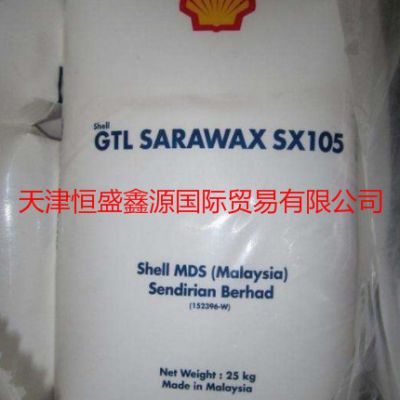 Shell
GTL SARAWAX SX105
天津恒盛鑫源国际贸易有限公司
Shell MDS (Malaysia)
Sendirian Berhad
(152396-W)
Net Weight : 25 kg
Made in Malaysia